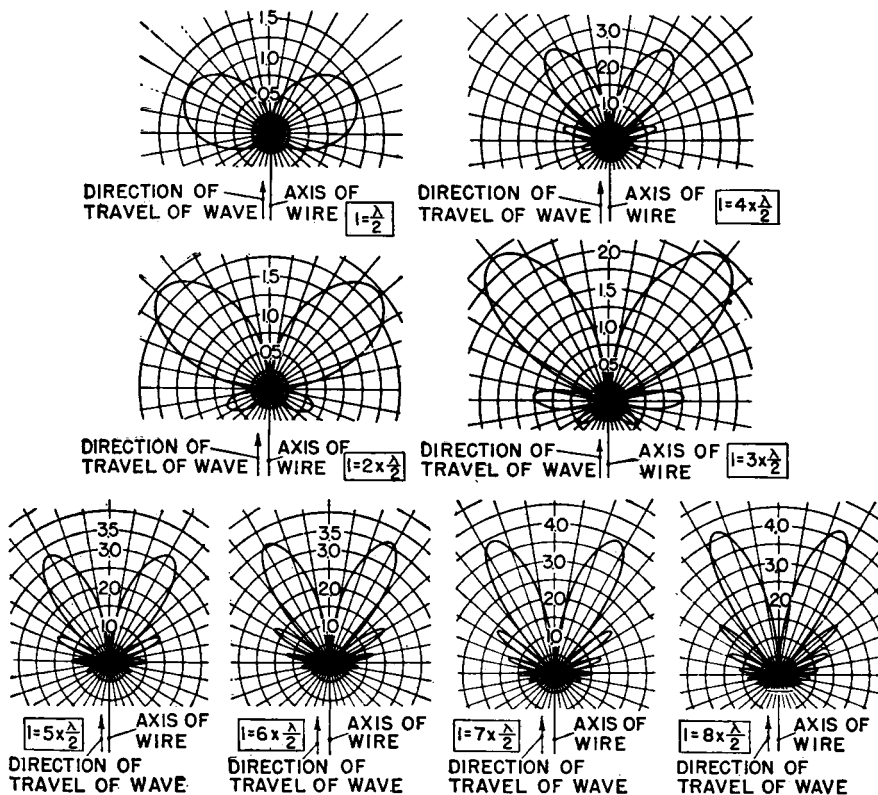 1.5
1.0
0.5
DIRECTION OF
TRAVEL OF WAVE
AXIS OF
WIRE
l=λ/2
3.0
2.0
1.0
DIRECTION OF
TRAVEL OF WAVE
AXIS OF
WIRE
l=4xλ/2
1.5
1.0
0.5
DIRECTION OF
TRAVEL OF WAVE
AXIS OF
WIRE
l=2xλ/2
2.0
1.5
1.0
0.5
DIRECTION OF
TRAVEL OF WAVE
AXIS OF
WIRE
l=3xλ/2
3.5
3.0
2.0
1.0
l=5xλ/2
AXIS OF
WIRE
DIRECTION OF
TRAVEL OF WAVE
3.5
3.0
2.0
1.0
l=6xλ/2
AXIS OF
WIRE
DIRECTION OF
TRAVEL OF WAVE
4.0
3.0
2.0
1.0
l=7xλ/2
AXIS OF
WIRE
DIRECTION OF
TRAVEL OF WAVE
4.0
3.0
2.0
l=8xλ/2
AXIS OF
WIRE
DIRECTION OF
TRAVEL OF WAVE